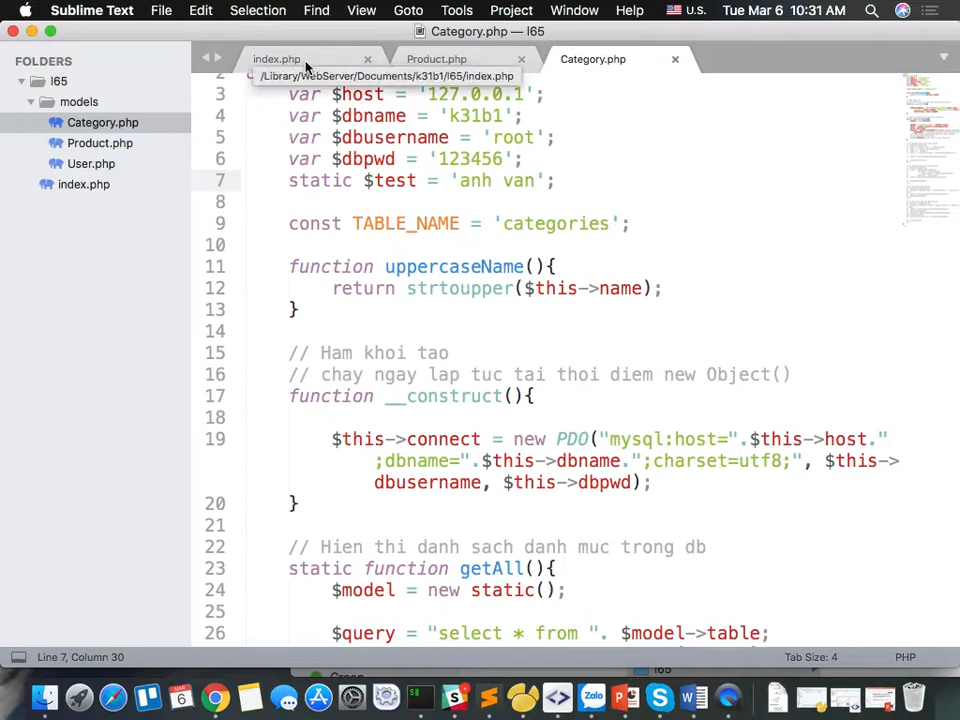 Sublime Text File Edit Selection Find View Goto Tools Project Window Help U.S. Tue Mar 6 10:31 AM
Category.php — l65
FOLDERS
l65
models
Category.php
Product.php
User.php
index.php
index.php Product.php Category.php
/Library/WebServer/Documents/k31b1/l65/index.php
3 var $host = '127.0.0.1';
4 var $dbname = 'k31b1';
5 var $dbusername = 'root';
6 var $dbpwd = '123456';
7 static $test = 'anh van';
8
9 const TABLE_NAME = 'categories';
10
11 function uppercaseName(){
12 return strtoupper($this->name);
13 }
14
15 // Ham khoi tao
16 // chay ngay lap tuc tai thoi diem new Object()
17 function __construct(){
18
19 $this->connect = new PDO("mysql:host=".$this->host."
;dbname=".$this->dbname.";charset=utf8;", $this->
dbusername, $this->dbpwd);
20 }
21
22 // Hien thi danh sach danh muc trong db
23 static function getAll(){
24 $model = new static();
25
26 $query = "select * from ". $model->table;
Line 7, Column 30 Tab Size: 4 PHP
Zalo